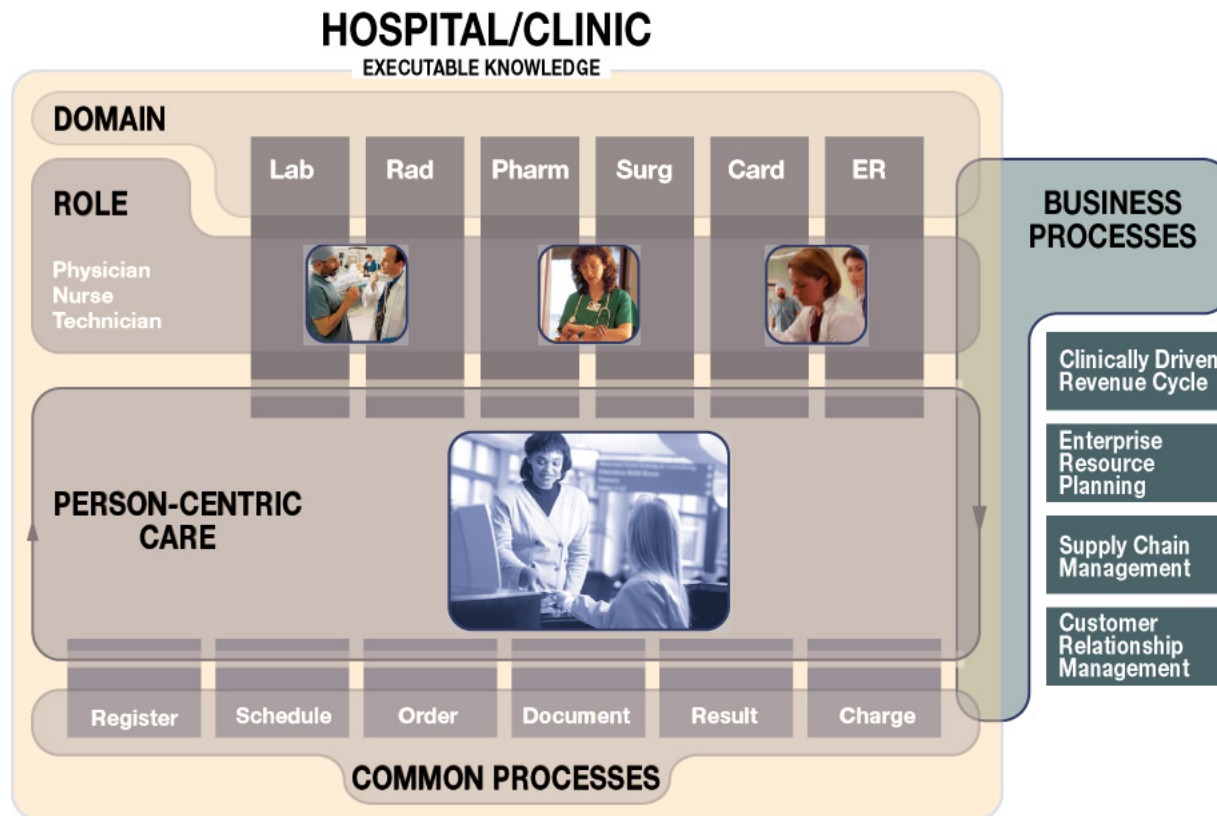 HOSPITAL/CLINIC
EXECUTABLE KNOWLEDGE
DOMAIN
Lab
Rad
Pharm
Surg
Card
ER
ROLE
Physician
Nurse
Technician
BUSINESS
PROCESSES
Clinically Driven
Revenue Cycle
Enterprise
Resource
Planning
Supply Chain
Management
Customer
Relationship
Management
PERSON-CENTRIC
CARE
Register
Schedule
Order
Document
Result
Charge
COMMON PROCESSES